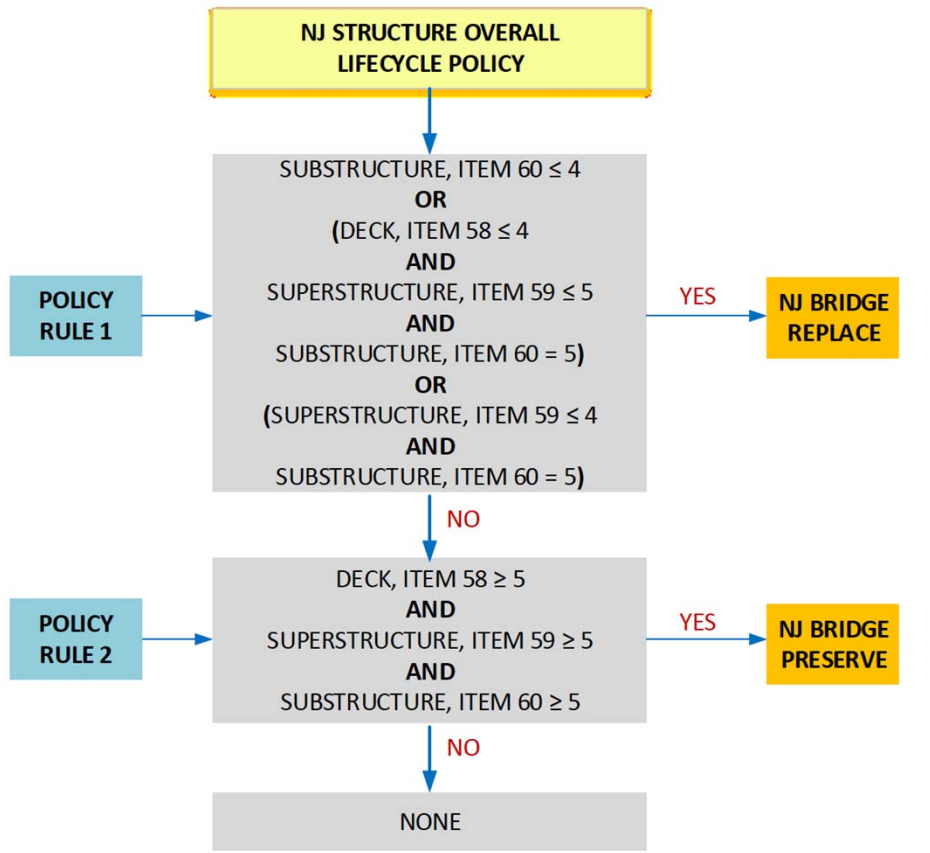 NJ STRUCTURE OVERALL
LIFECYCLE POLICY
POLICY
RULE 1
SUBSTRUCTURE, ITEM 60 ≤ 4
OR
(DECK, ITEM 58 ≤ 4
AND
SUPERSTRUCTURE, ITEM 59 ≤ 5
AND
SUBSTRUCTURE, ITEM 60 = 5)
OR
(SUPERSTRUCTURE, ITEM 59 ≤ 4
AND
SUBSTRUCTURE, ITEM 60 = 5)
YES
NJ BRIDGE
REPLACE
NO
POLICY
RULE 2
DECK, ITEM 58 ≥ 5
AND
SUPERSTRUCTURE, ITEM 59 ≥ 5
AND
SUBSTRUCTURE, ITEM 60 ≥ 5
YES
NJ BRIDGE
PRESERVE
NO
NONE